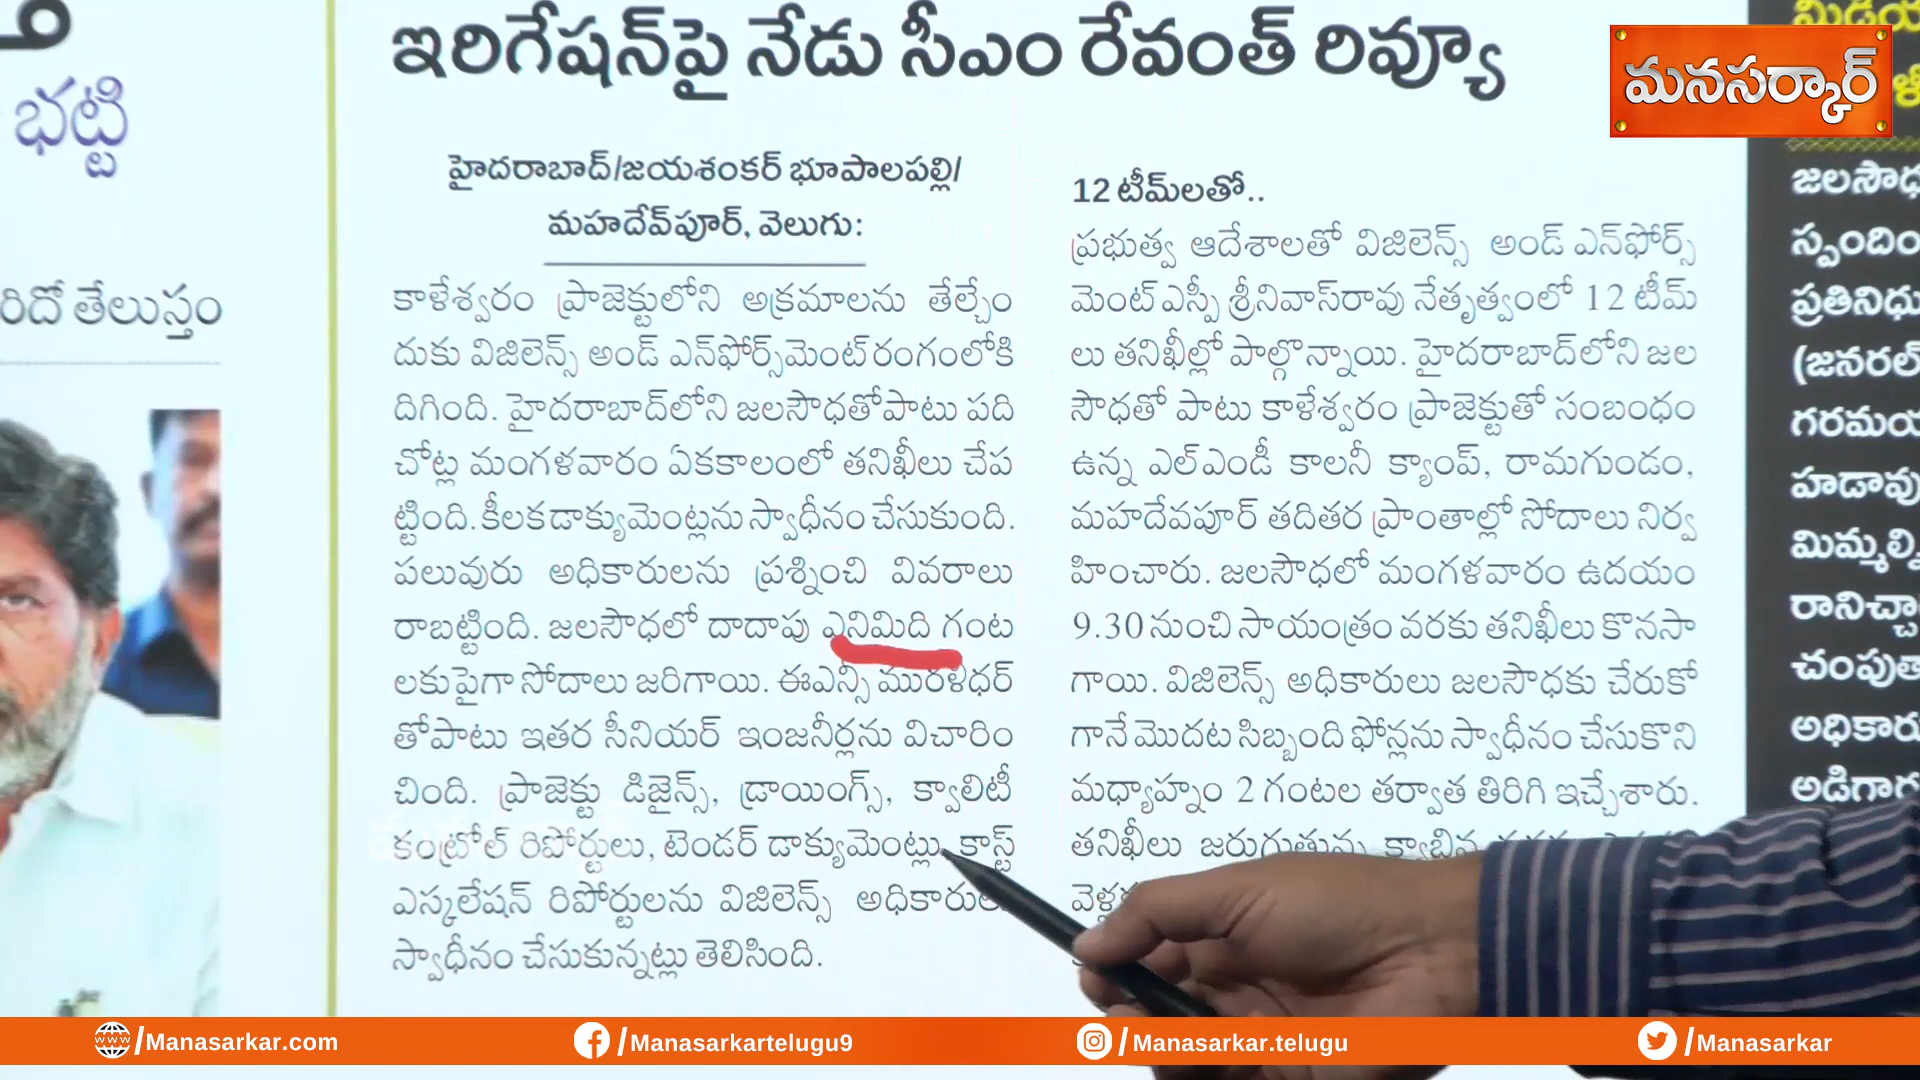 భట్టి
తేలుస్తం
ఇరిగేషన్‌పై నేడు సీఎం రేవంత్ రివ్యూ
హైదరాబాద్/జయశంకర్ భూపాలపల్లి/
మహదేవ్‌పూర్, వెలుగు:
కాళేశ్వరం ప్రాజెక్టులోని అక్రమాలను తేల్చేం
దుకు విజిలెన్స్ అండ్ ఎన్‌ఫోర్స్‌మెంట్ రంగంలోకి
దిగింది. హైదరాబాద్‌లోని జలసౌధతోపాటు పది
చోట్ల మంగళవారం ఏకకాలంలో తనిఖీలు చేప
ట్టింది. కీలక డాక్యుమెంట్లను స్వాధీనం చేసుకుంది.
పలువురు అధికారులను ప్రశ్నించి వివరాలు
రాబట్టింది. జలసౌధలో దాదాపు ఎనిమిది గంట
లకుపైగా సోదాలు జరిగాయి. ఈఎన్సీ మురళీధర్
తోపాటు ఇతర సీనియర్ ఇంజనీర్లను విచారిం
చింది. ప్రాజెక్టు డిజైన్స్, డ్రాయింగ్స్, క్వాలిటీ
కంట్రోల్ రిపోర్టులు, టెండర్ డాక్యుమెంట్లు, కాస్ట్
ఎస్కలేషన్ రిపోర్టులను విజిలెన్స్ అధికారులు
స్వాధీనం చేసుకున్నట్లు తెలిసింది.
12 టీమ్‌లతో..
ప్రభుత్వ ఆదేశాలతో విజిలెన్స్ అండ్ ఎన్‌ఫోర్స్
మెంట్ ఎస్పీ శ్రీనివాస్‌రావు నేతృత్వంలో 12 టీమ్
లు తనిఖీల్లో పాల్గొన్నాయి. హైదరాబాద్‌లోని జల
సౌధతో పాటు కాళేశ్వరం ప్రాజెక్టుతో సంబంధం
ఉన్న ఎల్ఎండీ కాలనీ క్యాంప్, రామగుండం,
మహదేవపూర్ తదితర ప్రాంతాల్లో సోదాలు నిర్వ
హించారు. జలసౌధలో మంగళవారం ఉదయం
9.30 నుంచి సాయంత్రం వరకు తనిఖీలు కొనసా
గాయి. విజిలెన్స్ అధికారులు జలసౌధకు చేరుకో
గానే మొదట సిబ్బంది ఫోన్లను స్వాధీనం చేసుకొని
మధ్యాహ్నం 2 గంటల తర్వాత తిరిగి ఇచ్చేశారు.
తనిఖీలు జరుగుతున్న
మనసర్కార్
జలసౌధ
స్పందిం
ప్రతినిధు
(జనరల్
గరమయ
హడావు
మిమ్మల్ని
రానిచ్చా
చంపుతా
అధికారు
అడిగారు
/Manasarkar.com
/Manasarkartelugu9
/Manasarkar.telugu
/Manasarkar